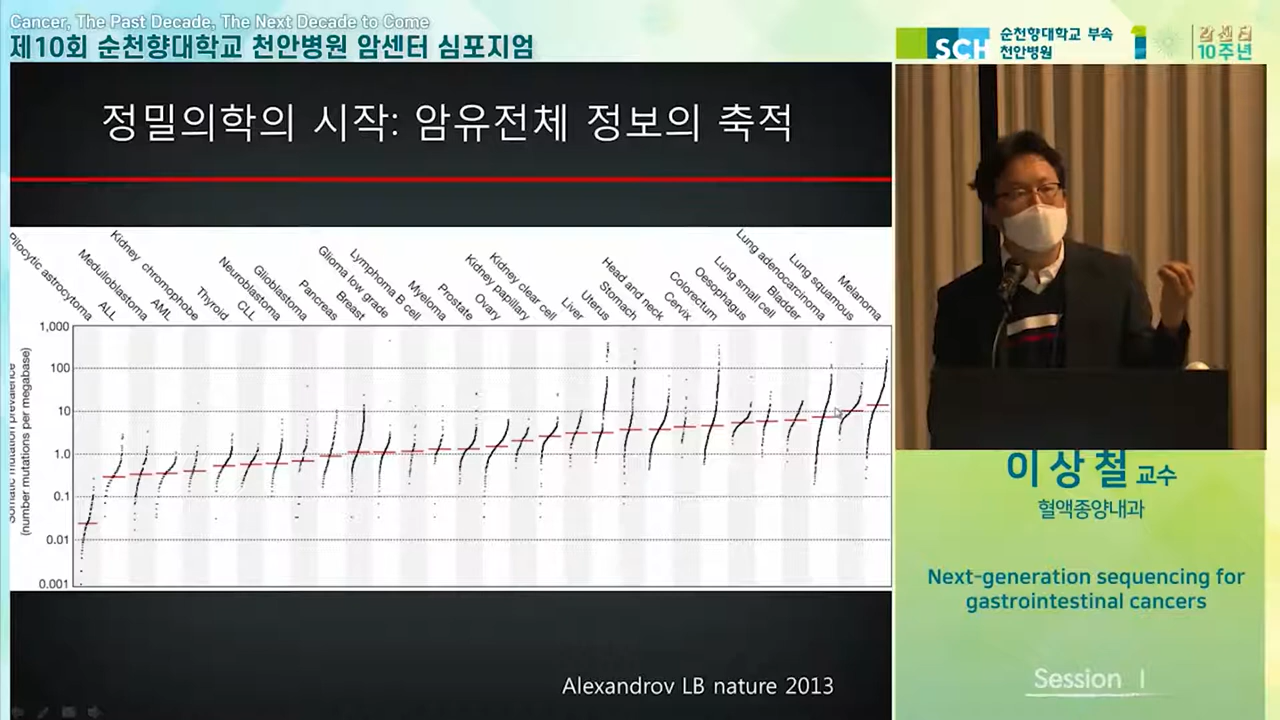 Cancer, The Past Decade, The Next Decade to Come
제10회 순천향대학교 천안병원 암센터 심포지엄
SCH
순천향대학교 부속
천안병원
암센터
10주년
정밀의학의 시작: 암유전체 정보의 축적
Pilocytic astrocytoma
ALL
Medulloblastoma
Kidney chromophobe
AML
Thyroid
CLL
Neuroblastoma
Glioblastoma
Pancreas
Breast
Glioma low grade
Lymphoma B cell
Myeloma
Prostate
Ovary
Kidney papillary
Kidney clear cell
Liver
Uterus
Stomach
Head and neck
Cervix
Colorectum
Oesophagus
Lung small cell
Bladder
Lung adenocarcinoma
Lung squamous
Melanoma
Somatic mutation prevalence
(number mutations per megabase)
1,000
100
10
1.0
0.1
0.01
0.001
Alexandrov LB nature 2013
이상철 교수
혈액종양내과
Next-generation sequencing for
gastrointestinal cancers
Session I